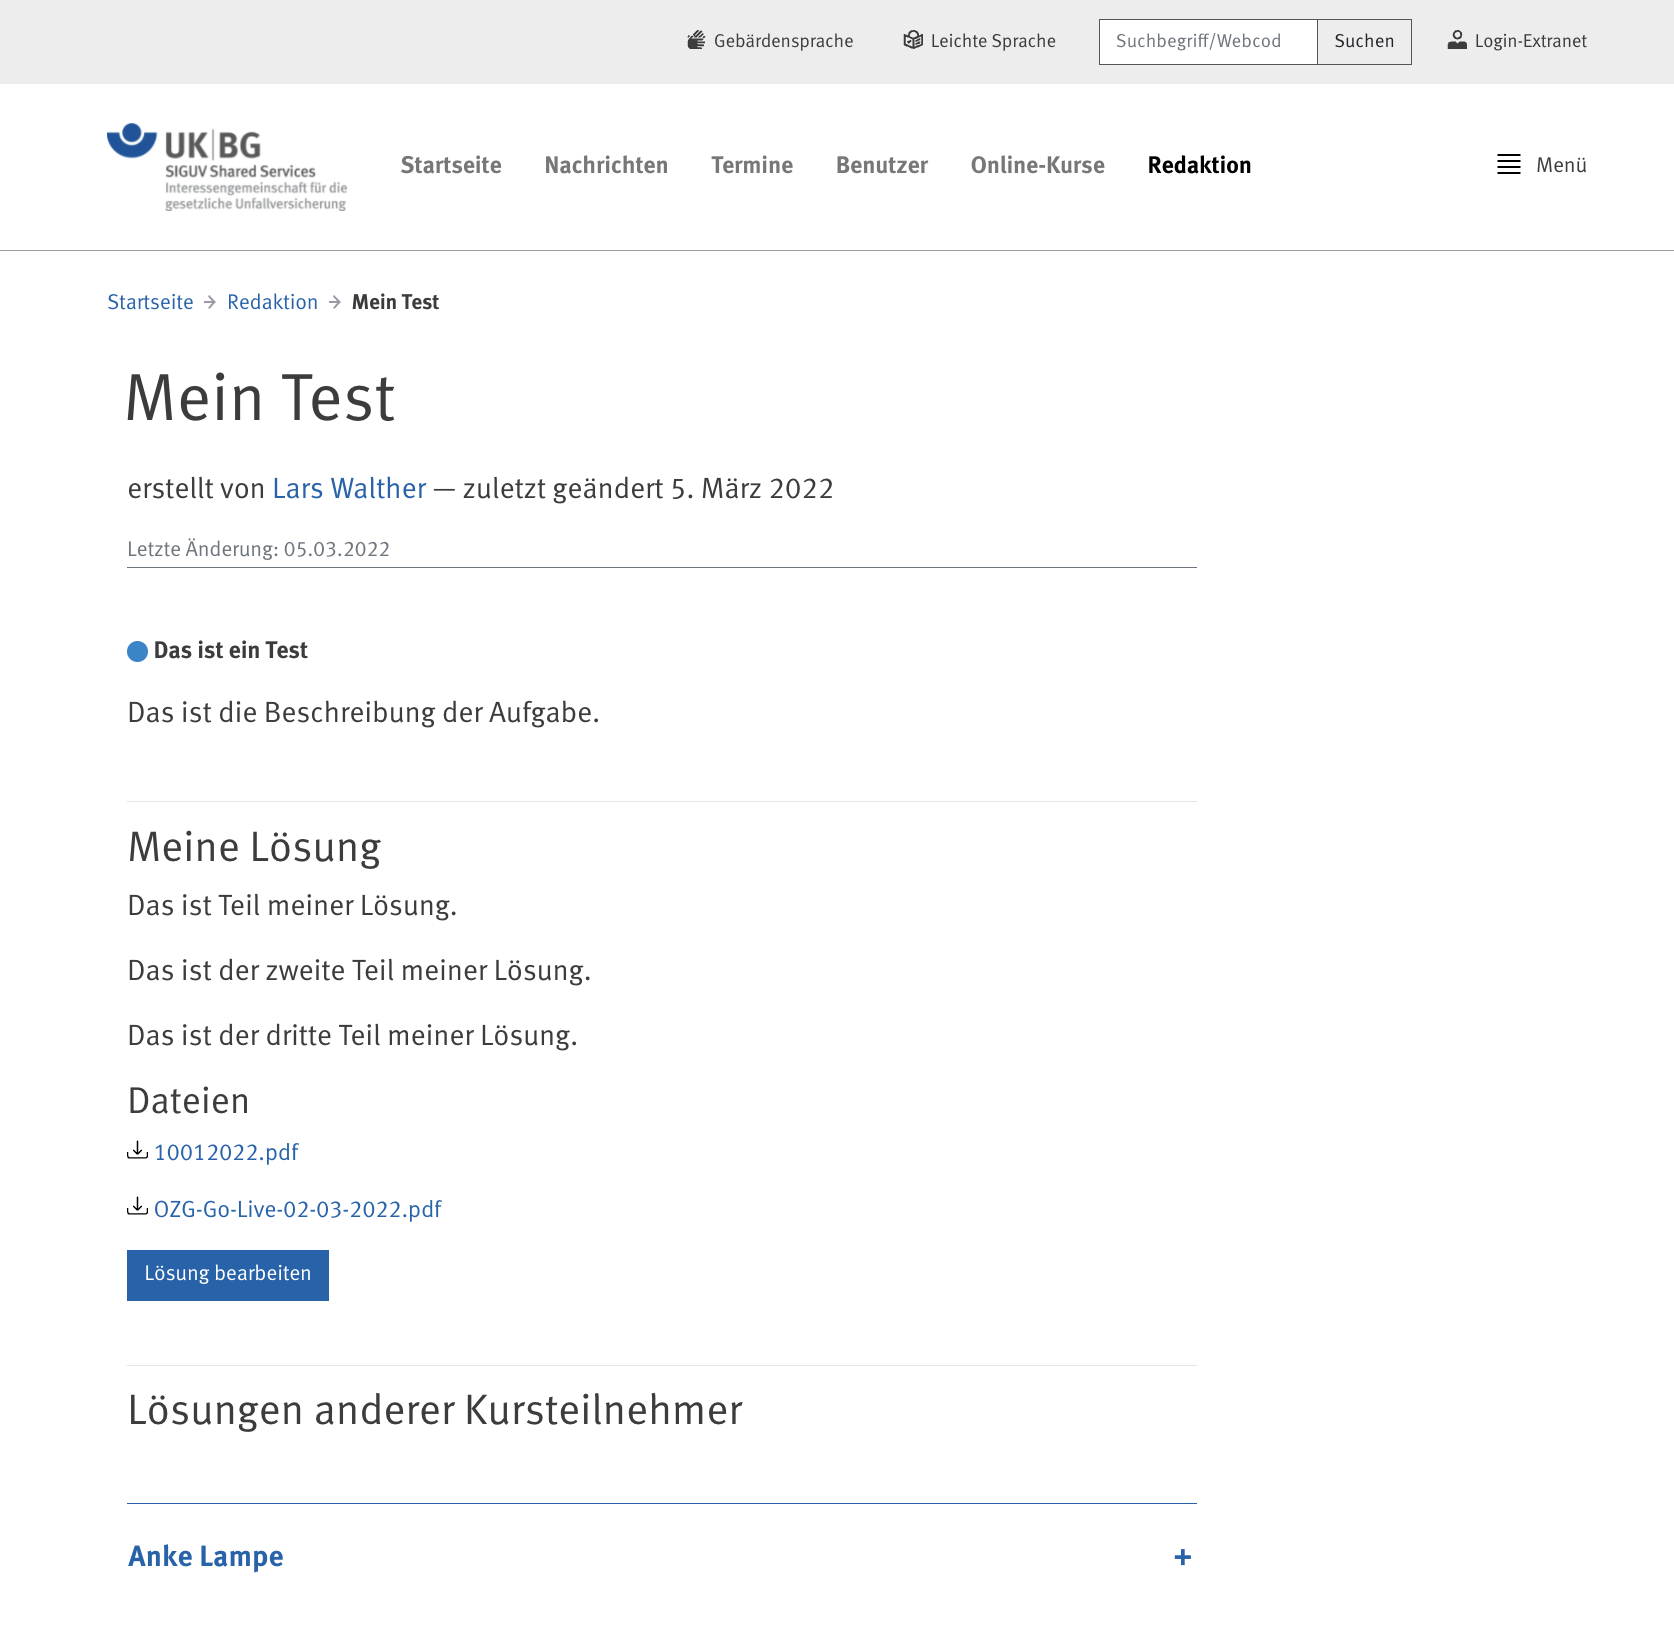 Gebärdensprache
Leichte Sprache
Suchbegriff/Webcod
Suchen
Login-Extranet
UK|BG
SIGUV Shared Services
Interessengemeinschaft für die
gesetzliche Unfallversicherung
Startseite
Nachrichten
Termine
Benutzer
Online-Kurse
Redaktion
Menü
Startseite → Redaktion → Mein Test
Mein Test
erstellt von Lars Walther — zuletzt geändert 5. März 2022
Letzte Änderung: 05.03.2022
Das ist ein Test
Das ist die Beschreibung der Aufgabe.
Meine Lösung
Das ist Teil meiner Lösung.
Das ist der zweite Teil meiner Lösung.
Das ist der dritte Teil meiner Lösung.
Dateien
10012022.pdf
OZG-Go-Live-02-03-2022.pdf
Lösung bearbeiten
Lösungen anderer Kursteilnehmer
Anke Lampe +